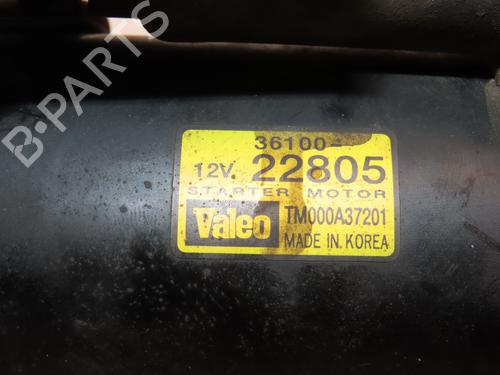 B-PARTS
36100-
12V. 22805
STARTER MOTOR
Valeo TM000A37201
MADE IN. KOREA